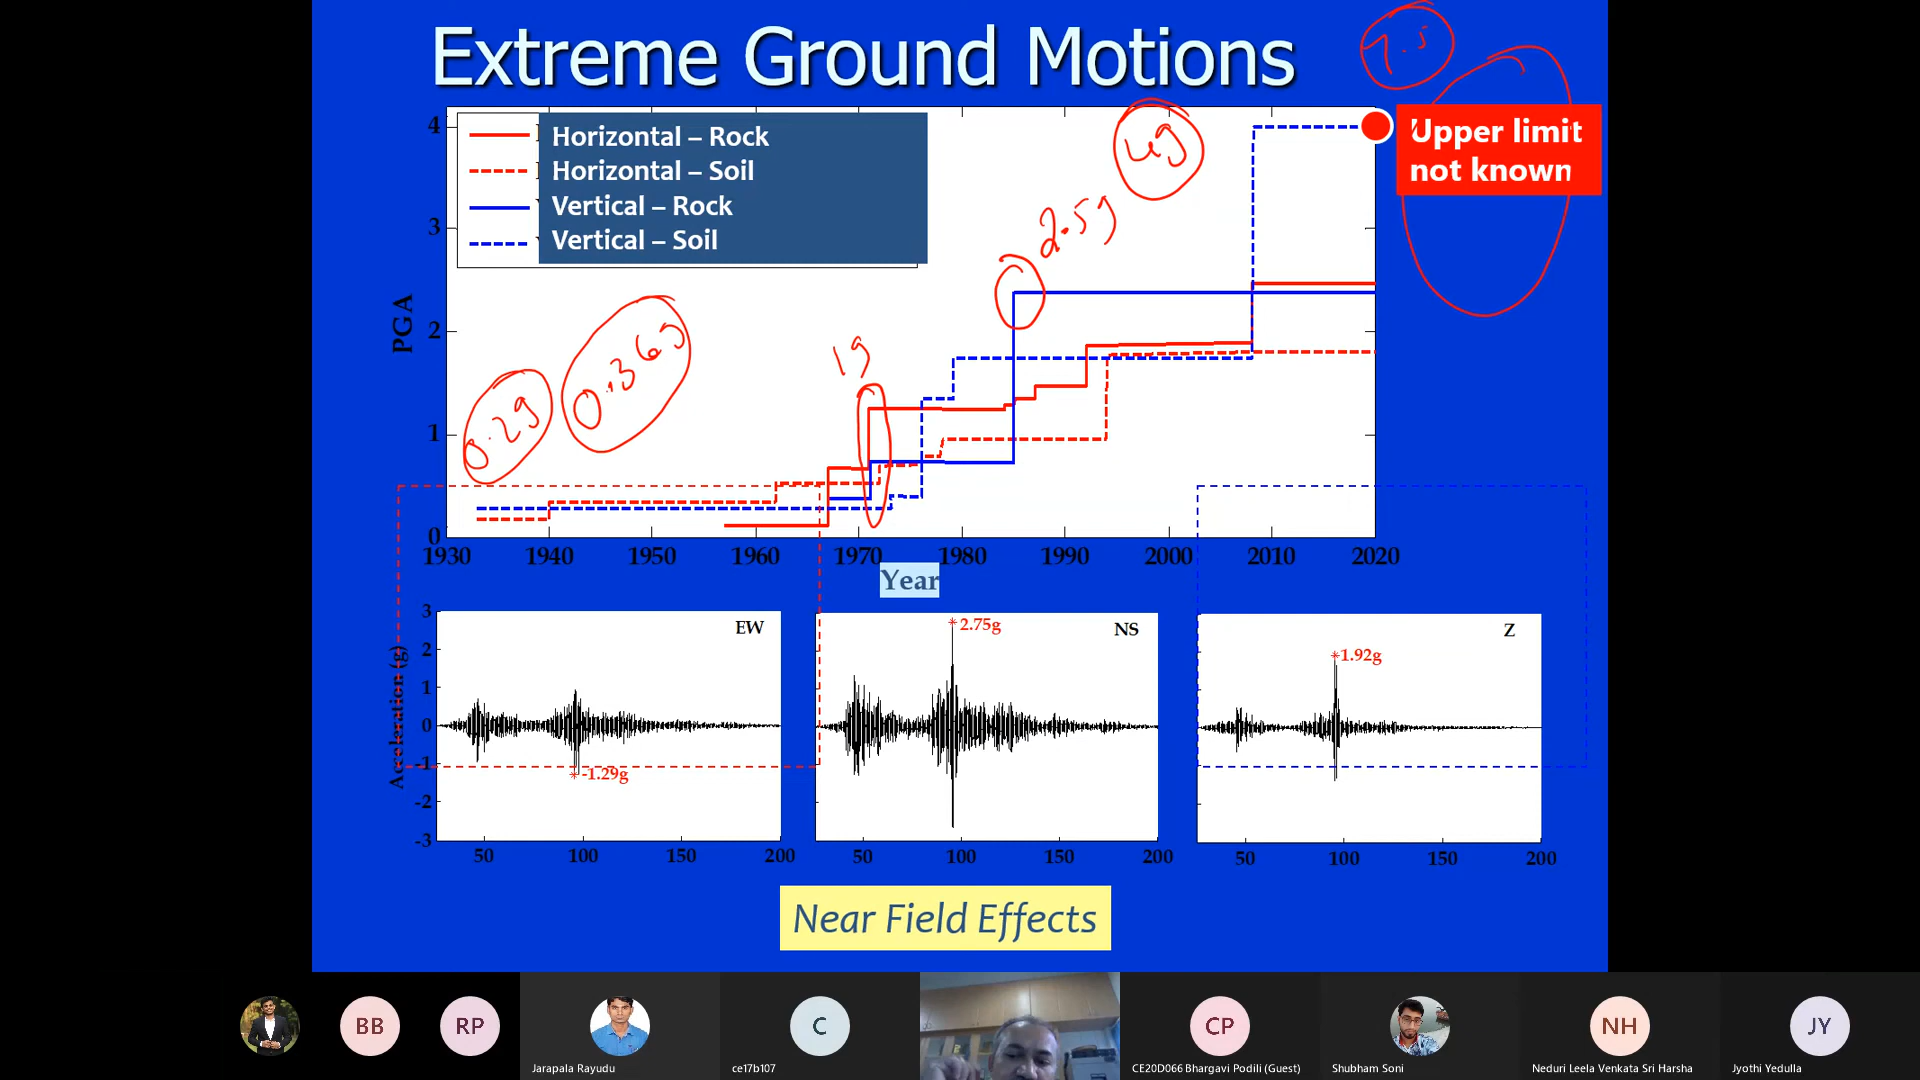 Extreme Ground Motions
7.5
Upper limit
not known
Horizontal – Rock
Horizontal – Soil
Vertical – Rock
Vertical – Soil
4g
2.5g
1g
0.36g
0.2g
PGA
4
3
2
1
0
1930 1940 1950 1960 1970 1980 1990 2000 2010 2020
Year
Acceleration (g)
3
2
1
0
-1
-2
-3
EW
-1.29g
50 100 150 200
NS
2.75g
50 100 150 200
Z
1.92g
50 100 150 200
Near Field Effects
BB
RP
Jarapala Rayudu
C
ce17b107
CP
CE20D066 Bhargavi Podili (Guest)
Shubham Soni
NH
Neduri Leela Venkata Sri Harsha
JY
Jyothi Yedulla